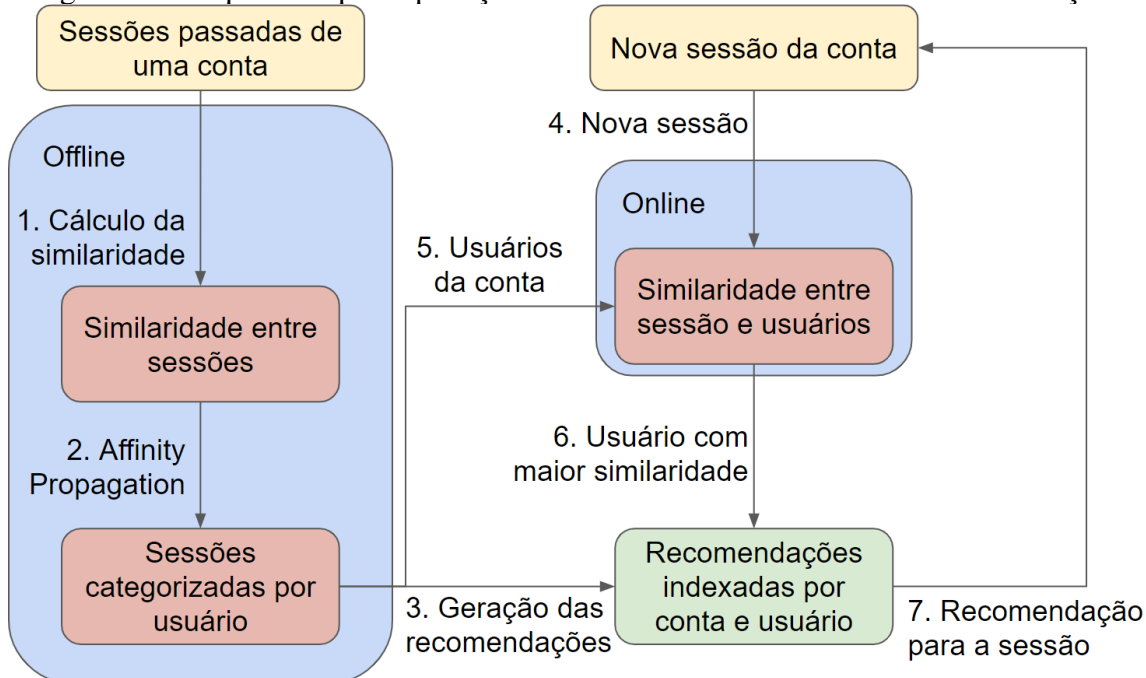 Sessões passadas de
uma conta
Nova sessão da conta
4. Nova sessão
Offline
Online
1. Cálculo da
similaridade
5. Usuários
da conta
Similaridade entre
sessões
Similaridade entre
sessão e usuários
2. Affinity
Propagation
6. Usuário com
maior similaridade
Sessões
categorizadas por
usuário
3. Geração das
recomendações
Recomendações
indexadas por
conta e usuário
7. Recomendação
para a sessão